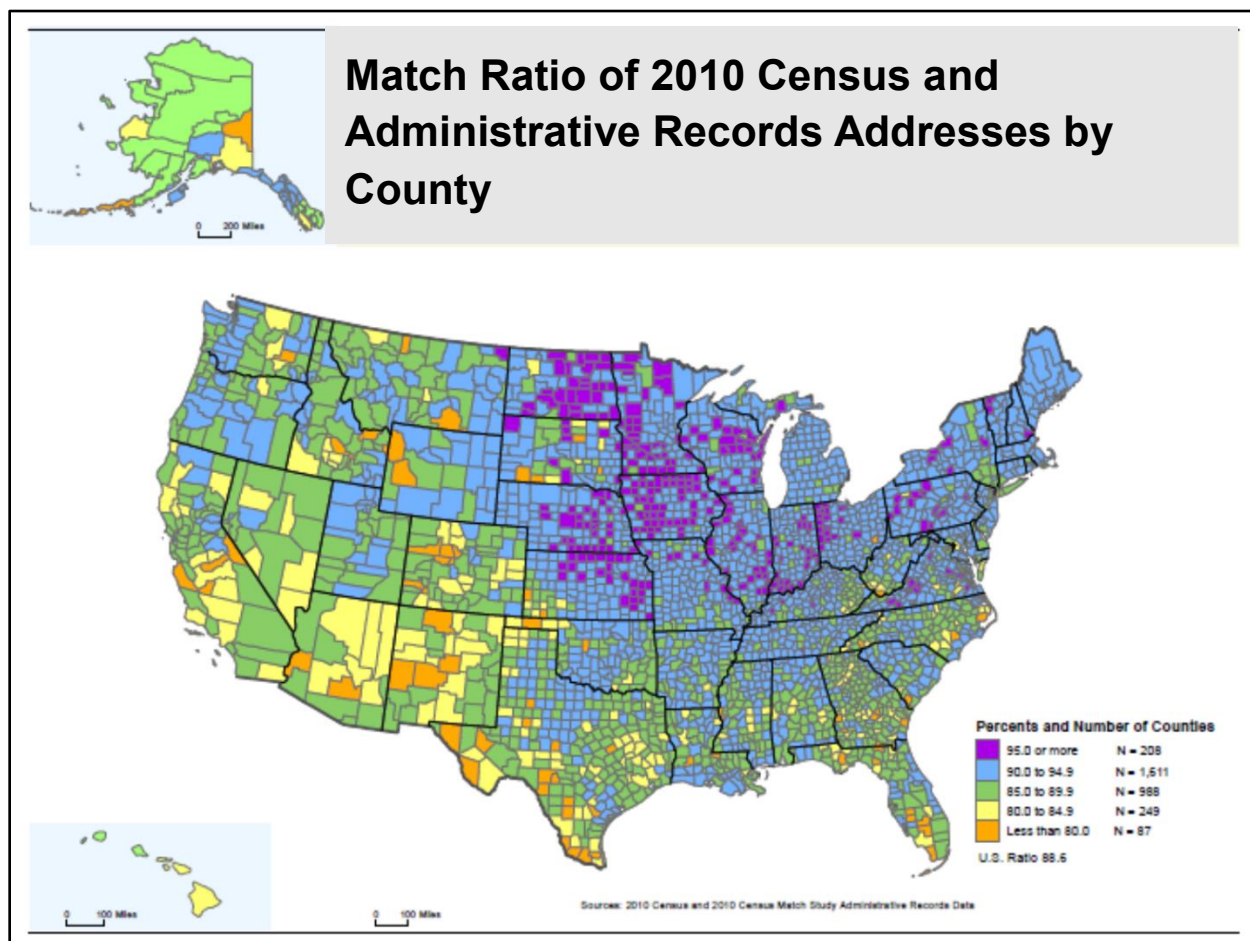 Match Ratio of 2010 Census and
Administrative Records Addresses by
County
0 200 Miles
Percents and Number of Counties
95.0 or more N = 208
90.0 to 94.9 N = 1,611
85.0 to 89.9 N = 988
80.0 to 84.9 N = 249
Less than 80.0 N = 87
U.S. Ratio 88.6
0 100 Miles
0 100 Miles
Sources: 2010 Census and 2010 Census Match Study Administrative Records Data